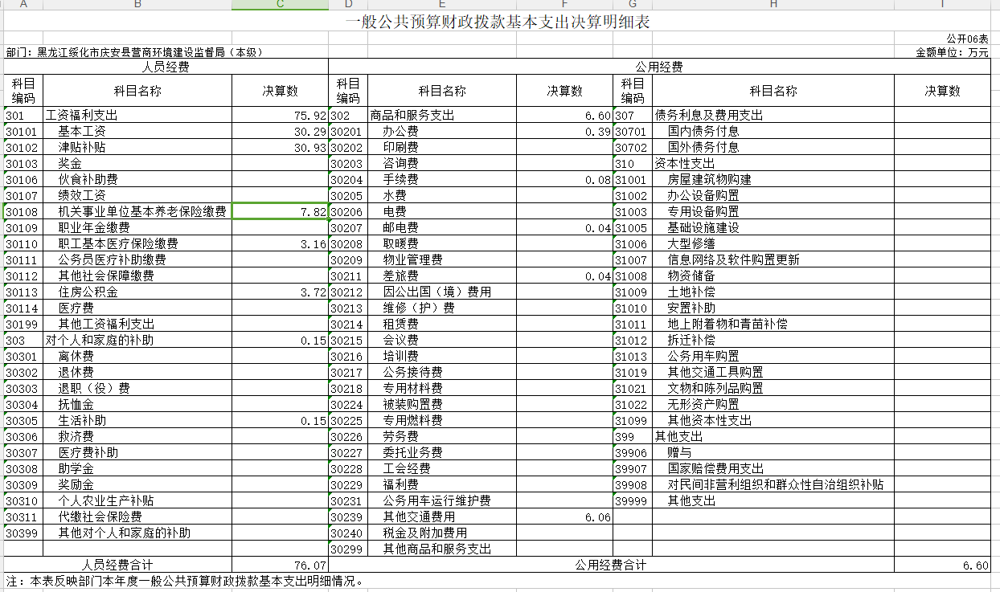 A B C D E F G H I
一般公共预算财政拨款基本支出决算明细表
公开06表
部门：黑龙江绥化市庆安县营商环境建设监督局（本级） 金额单位：万元
人员经费 公用经费
科目编码 科目名称 决算数 科目编码 科目名称 决算数 科目编码 科目名称 决算数
301 工资福利支出 75.92 302 商品和服务支出 6.60 307 债务利息及费用支出
30101 基本工资 30.29 30201 办公费 0.39 30701 国内债务付息
30102 津贴补贴 30.93 30202 印刷费 30702 国外债务付息
30103 奖金 30203 咨询费 310 资本性支出
30106 伙食补助费 30204 手续费 0.08 31001 房屋建筑物购建
30107 绩效工资 30205 水费 31002 办公设备购置
30108 机关事业单位基本养老保险缴费 7.82 30206 电费 31003 专用设备购置
30109 职业年金缴费 30207 邮电费 0.04 31005 基础设施建设
30110 职工基本医疗保险缴费 3.16 30208 取暖费 31006 大型修缮
30111 公务员医疗补助缴费 30209 物业管理费 31007 信息网络及软件购置更新
30112 其他社会保障缴费 30211 差旅费 0.04 31008 物资储备
30113 住房公积金 3.72 30212 因公出国（境）费用 31009 土地补偿
30114 医疗费 30213 维修（护）费 31010 安置补助
30199 其他工资福利支出 30214 租赁费 31011 地上附着物和青苗补偿
303 对个人和家庭的补助 0.15 30215 会议费 31012 拆迁补偿
30301 离休费 30216 培训费 31013 公务用车购置
30302 退休费 30217 公务接待费 31019 其他交通工具购置
30303 退职（役）费 30218 专用材料费 31021 文物和陈列品购置
30304 抚恤金 30224 被装购置费 31022 无形资产购置
30305 生活补助 0.15 30225 专用燃料费 31099 其他资本性支出
30306 救济费 30226 劳务费 399 其他支出
30307 医疗费补助 30227 委托业务费 39906 赠与
30308 助学金 30228 工会经费 39907 国家赔偿费用支出
30309 奖励金 30229 福利费 39908 对民间非营利组织和群众性自治组织补贴
30310 个人农业生产补贴 30231 公务用车运行维护费 39999 其他支出
30311 代缴社会保险费 30239 其他交通费用 6.06
30399 其他对个人和家庭的补助 30240 税金及附加费用
30299 其他商品和服务支出
人员经费合计 76.07 公用经费合计 6.60
注：本表反映部门本年度一般公共预算财政拨款基本支出明细情况。